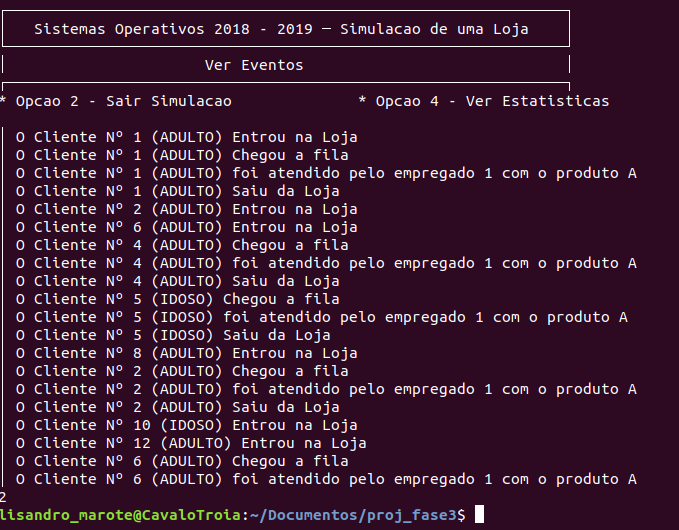 Sistemas Operativos 2018 - 2019 — Simulacao de uma Loja
Ver Eventos
* Opcao 2 - Sair Simulacao * Opcao 4 - Ver Estatisticas
O Cliente Nº 1 (ADULTO) Entrou na Loja
O Cliente Nº 1 (ADULTO) Chegou a fila
O Cliente Nº 1 (ADULTO) foi atendido pelo empregado 1 com o produto A
O Cliente Nº 1 (ADULTO) Saiu da Loja
O Cliente Nº 2 (ADULTO) Entrou na Loja
O Cliente Nº 6 (ADULTO) Entrou na Loja
O Cliente Nº 4 (ADULTO) Chegou a fila
O Cliente Nº 4 (ADULTO) foi atendido pelo empregado 1 com o produto A
O Cliente Nº 4 (ADULTO) Saiu da Loja
O Cliente Nº 5 (IDOSO) Chegou a fila
O Cliente Nº 5 (IDOSO) foi atendido pelo empregado 1 com o produto A
O Cliente Nº 5 (IDOSO) Saiu da Loja
O Cliente Nº 8 (ADULTO) Entrou na Loja
O Cliente Nº 2 (ADULTO) Chegou a fila
O Cliente Nº 2 (ADULTO) foi atendido pelo empregado 1 com o produto A
O Cliente Nº 2 (ADULTO) Saiu da Loja
O Cliente Nº 10 (IDOSO) Entrou na Loja
O Cliente Nº 12 (ADULTO) Entrou na Loja
O Cliente Nº 6 (ADULTO) Chegou a fila
O Cliente Nº 6 (ADULTO) foi atendido pelo empregado 1 com o produto A
2
lisandro_marote@CavaloTroia:~/Documentos/proj_fase3$